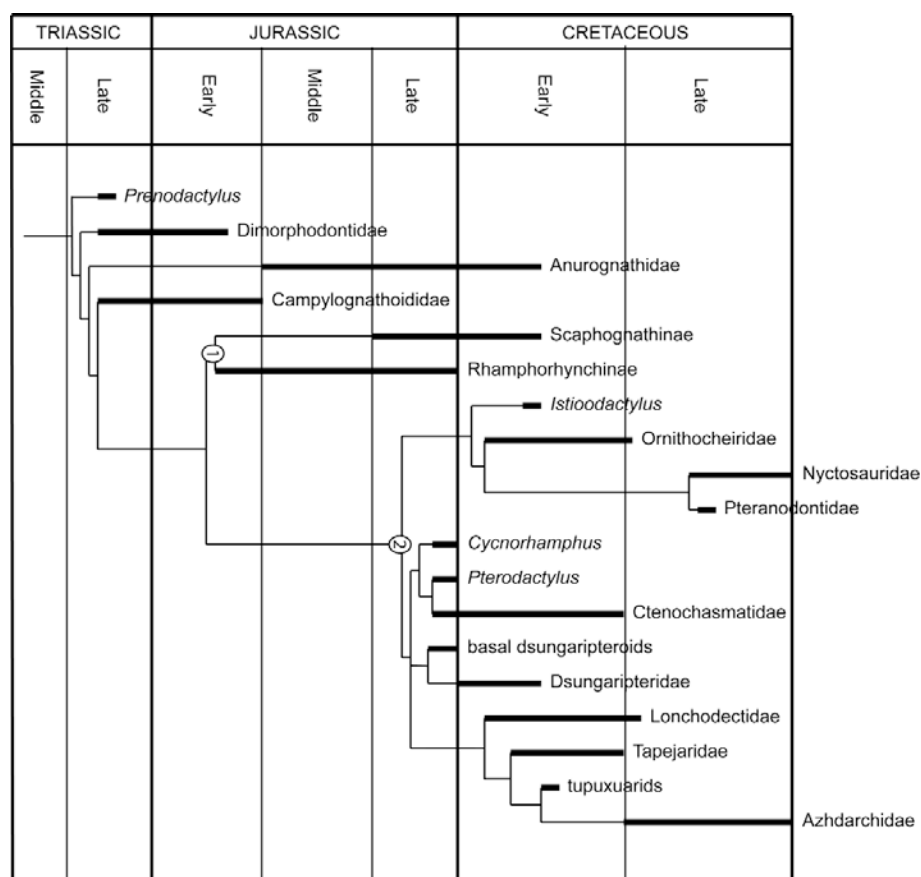 TRIASSIC JURASSIC CRETACEOUS
Middle Late Early Middle Late Early Late
Prenodactylus
Dimorphodontidae
Anurognathidae
Campylognathoididae
Scaphognathinae
1
Rhamphorhynchinae
Istioodactylus
Ornithocheiridae
Nyctosauridae
Pteranodontidae
2
Cycnorhamphus
Pterodactylus
Ctenochasmatidae
basal dsungaripteroids
Dsungaripteridae
Lonchodectidae
Tapejaridae
tupuxuarids
Azhdarchidae